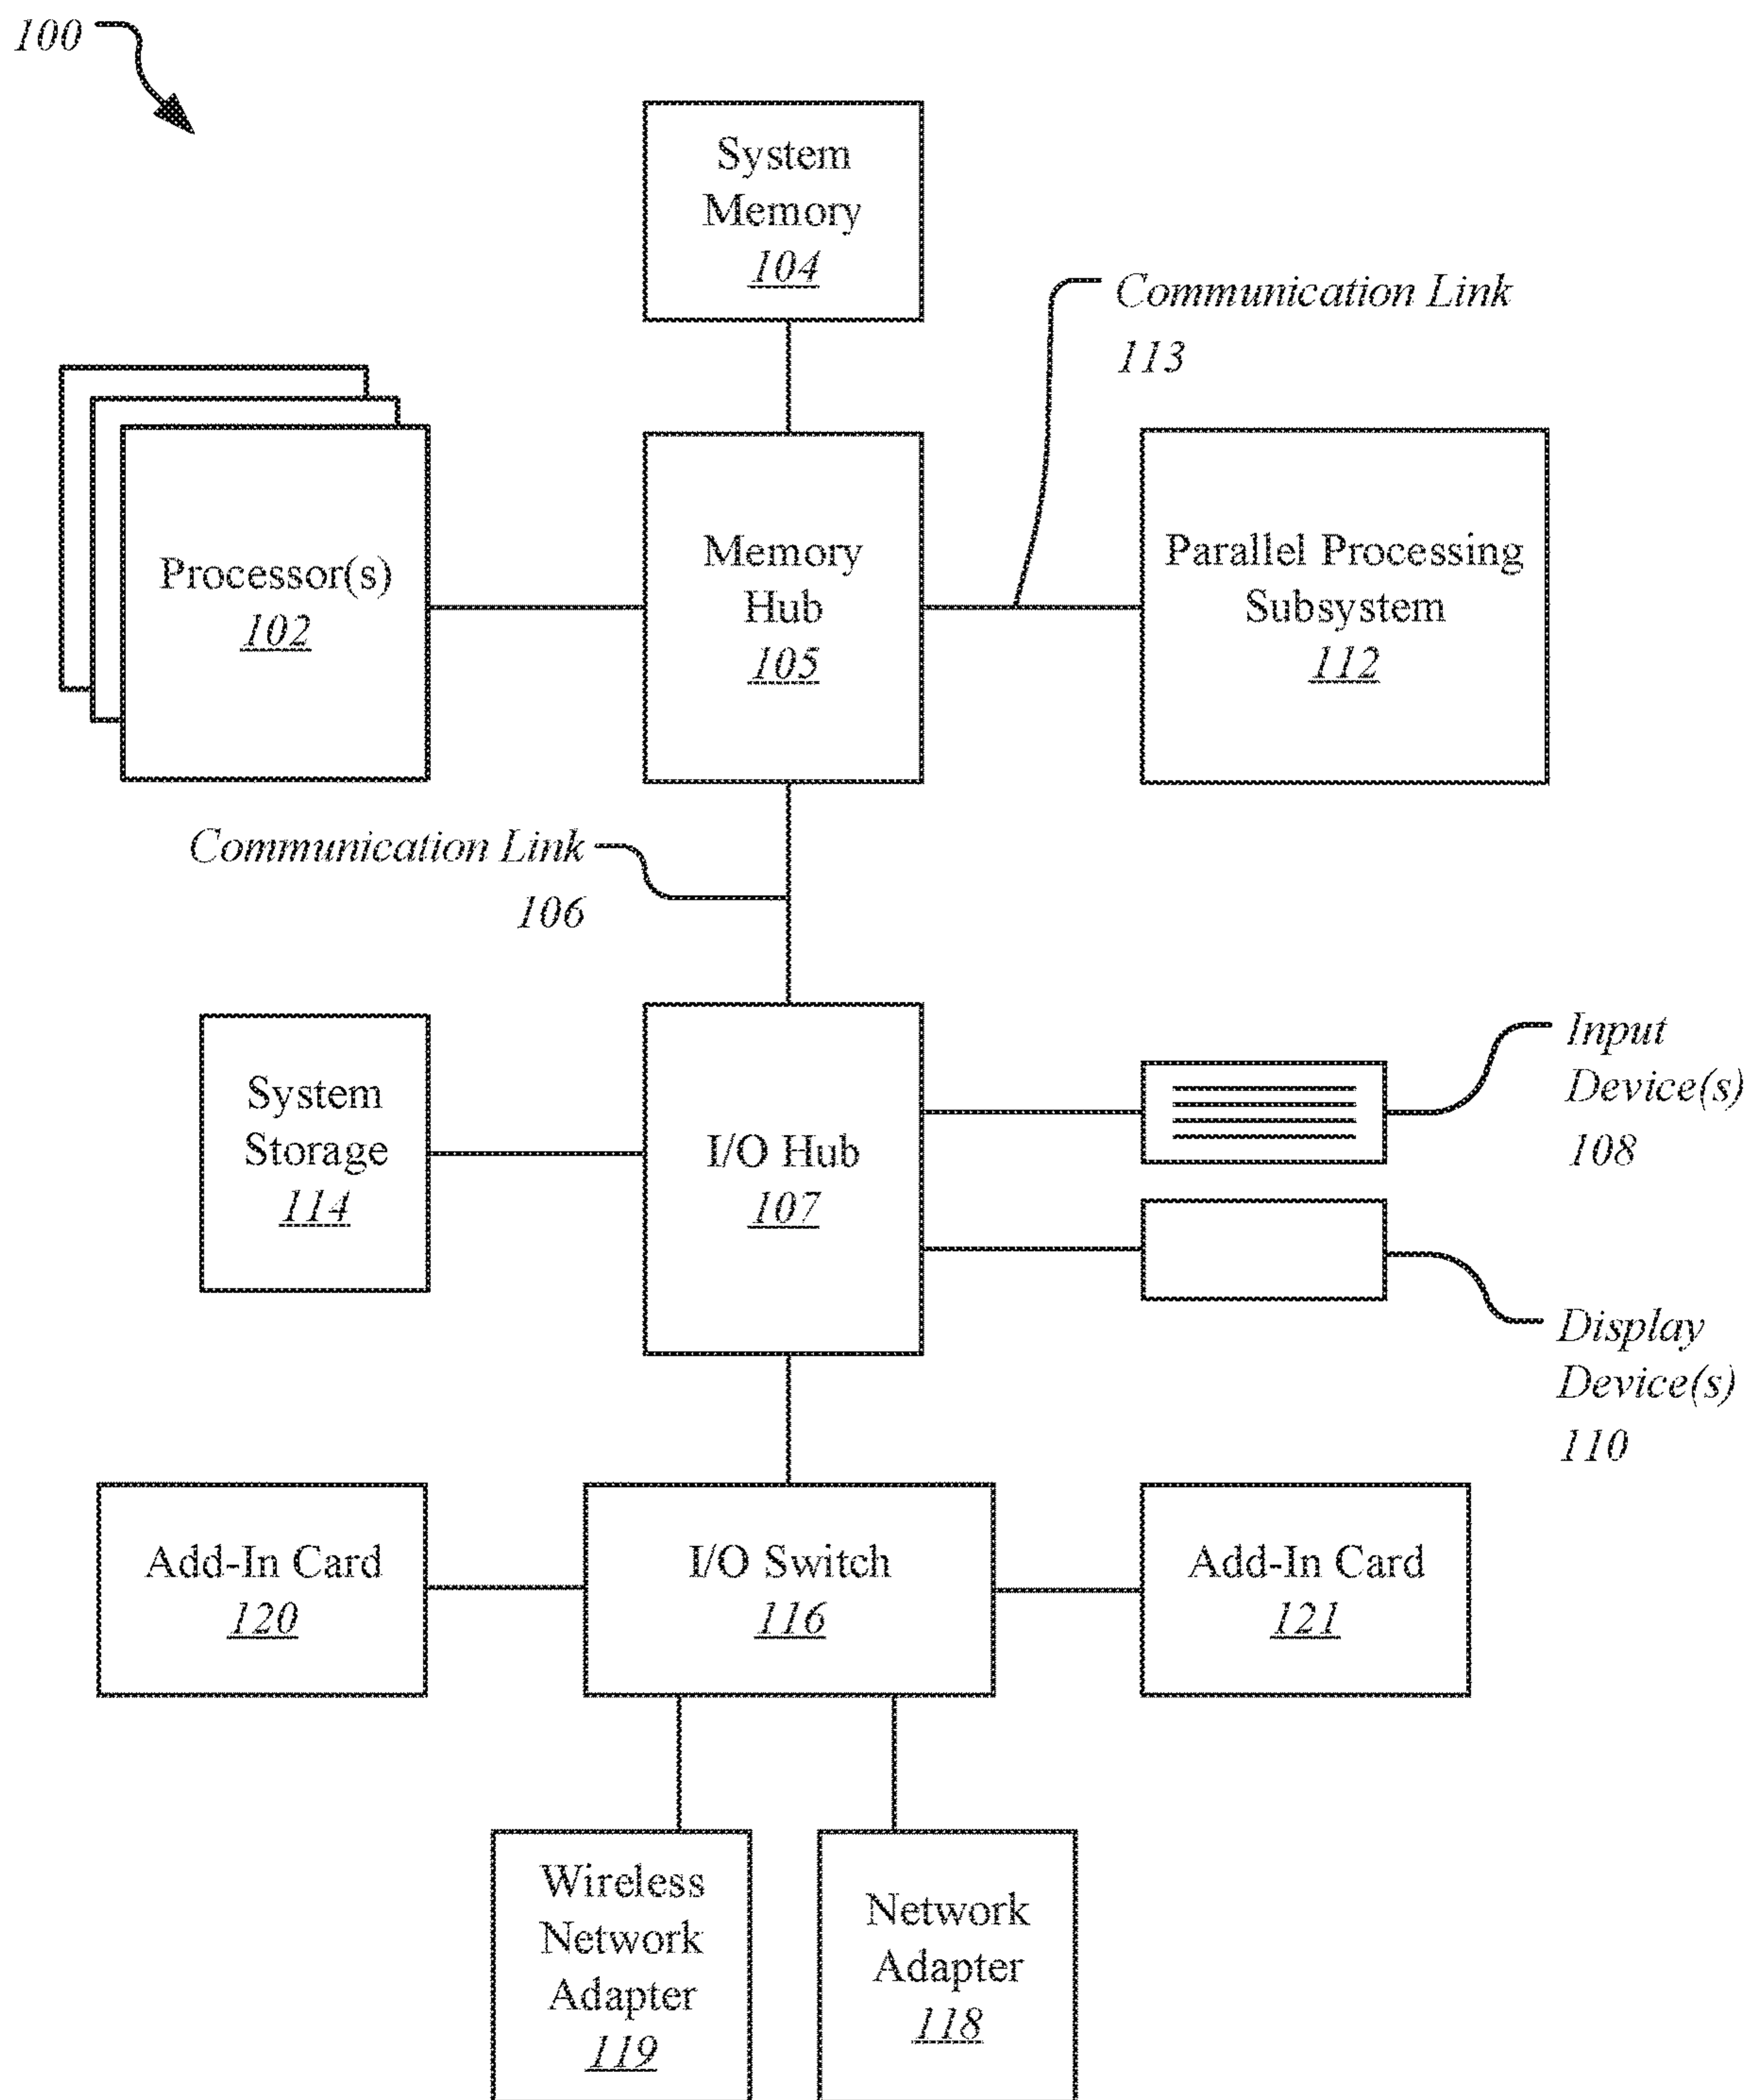 100
System
Memory
104
Communication Link
113
Processor(s)
102
Memory
Hub
105
Parallel Processing
Subsystem
112
Communication Link
106
System
Storage
114
I/O Hub
107
Input
Device(s)
108
Display
Device(s)
110
Add-In Card
120
I/O Switch
116
Add-In Card
121
Wireless
Network
Adapter
119
Network
Adapter
118